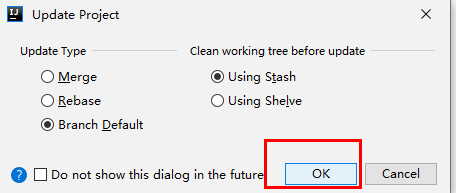 IJ Update Project
Update Type
Merge
Rebase
Branch Default
Clean working tree before update
Using Stash
Using Shelve
? Do not show this dialog in the future
OK
Cancel